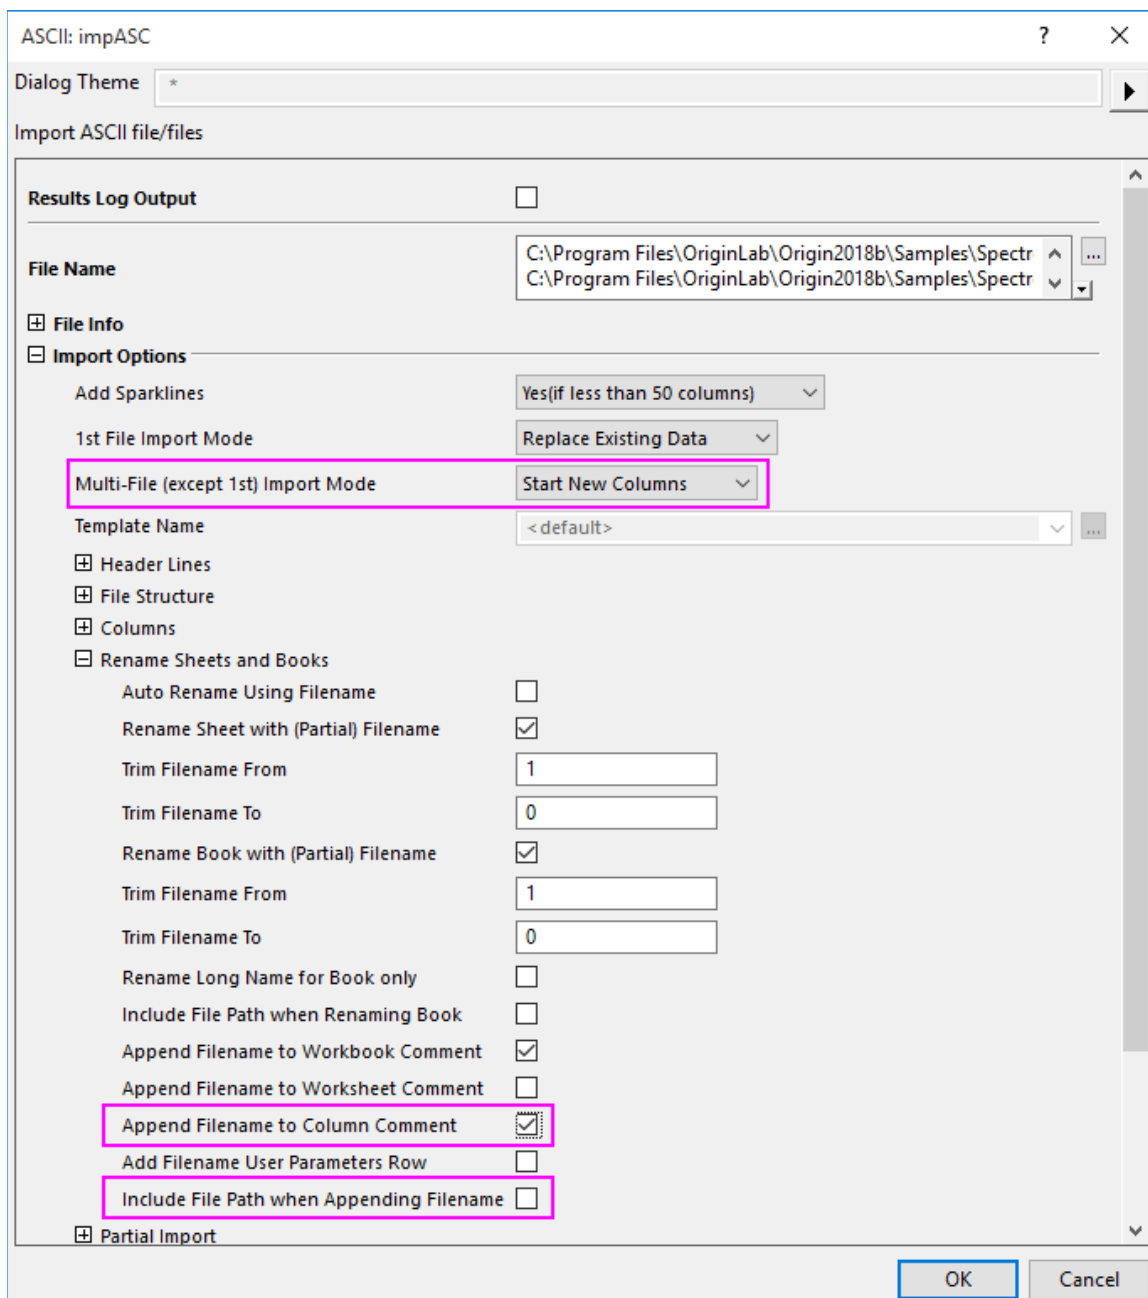 ASCII: impASC ?
Dialog Theme *
Import ASCII file/files
Results Log Output
File Name C:\Program Files\OriginLab\Origin2018b\Samples\Spectr ...
C:\Program Files\OriginLab\Origin2018b\Samples\Spectr
File Info
Import Options
Add Sparklines Yes(if less than 50 columns)
1st File Import Mode Replace Existing Data
Multi-File (except 1st) Import Mode Start New Columns
Template Name <default> ...
Header Lines
File Structure
Columns
Rename Sheets and Books
Auto Rename Using Filename
Rename Sheet with (Partial) Filename
Trim Filename From 1
Trim Filename To 0
Rename Book with (Partial) Filename
Trim Filename From 1
Trim Filename To 0
Rename Long Name for Book only
Include File Path when Renaming Book
Append Filename to Workbook Comment
Append Filename to Worksheet Comment
Append Filename to Column Comment
Add Filename User Parameters Row
Include File Path when Appending Filename
Partial Import
OK Cancel